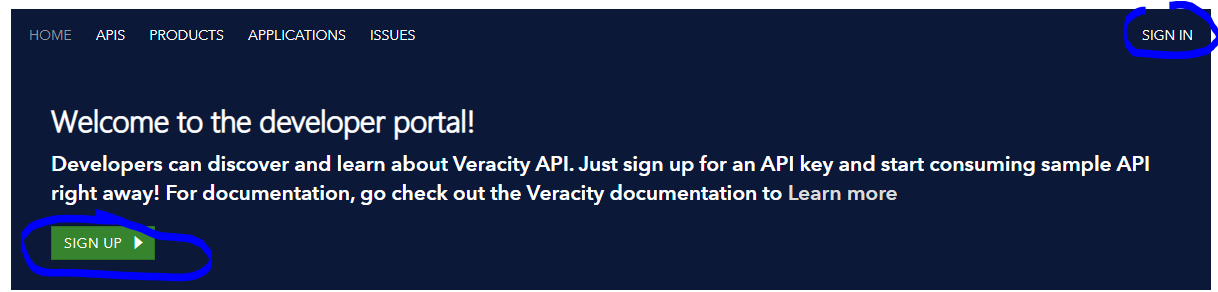 HOME APIS PRODUCTS APPLICATIONS ISSUES SIGN IN
Welcome to the developer portal!
Developers can discover and learn about Veracity API. Just sign up for an API key and start consuming sample API
right away! For documentation, go check out the Veracity documentation to Learn more
SIGN UP